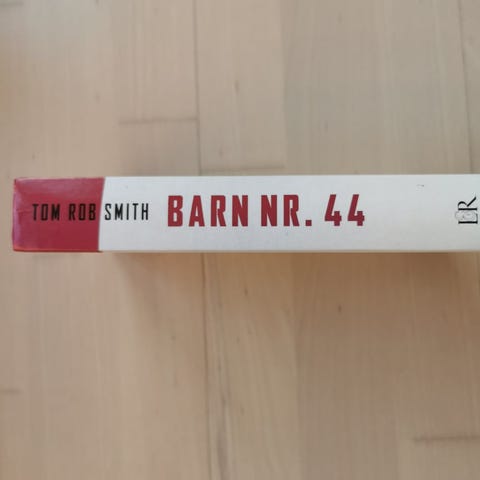 TOM ROB SMITH BARN NR. 44